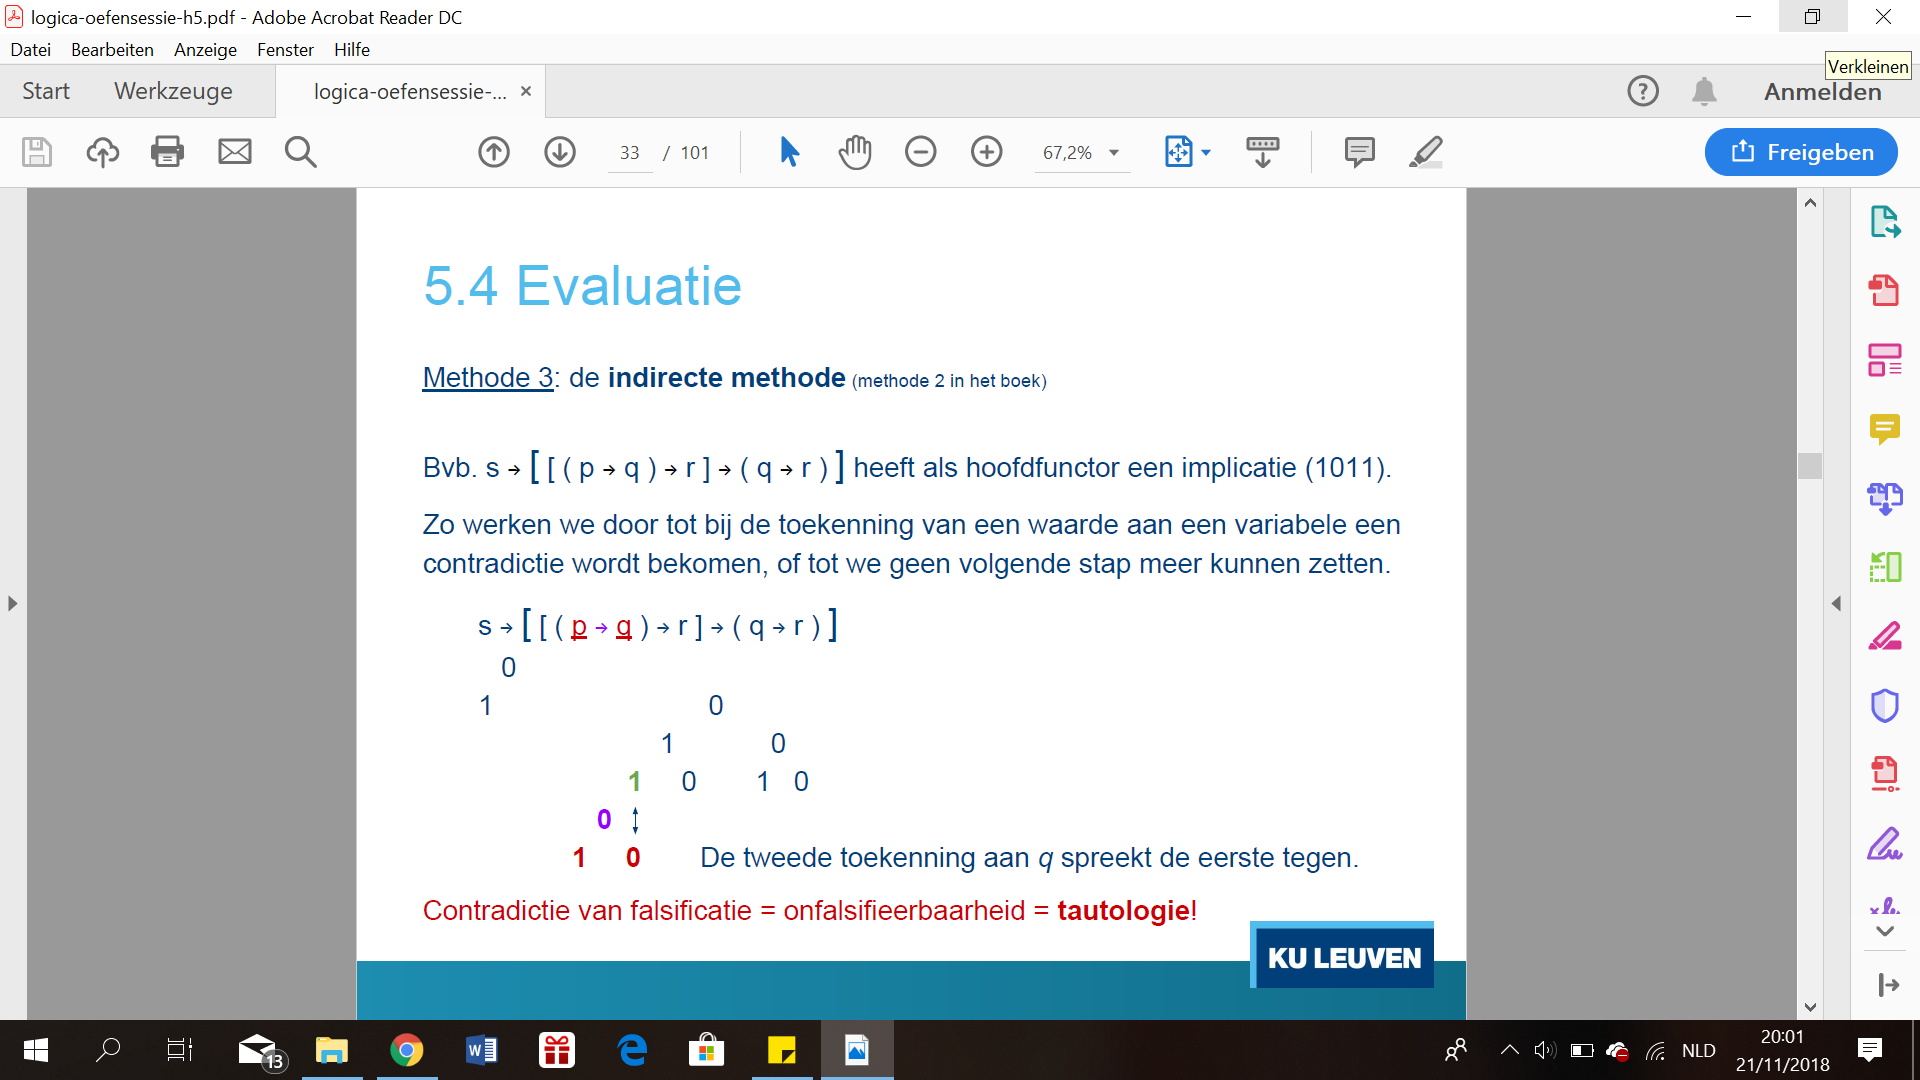 logica-oefensessie-h5.pdf - Adobe Acrobat Reader DC
Datei Bearbeiten Anzeige Fenster Hilfe
Verkleinen
Start Werkzeuge logica-oefensessie-... × Anmelden
33 / 101 67,2% Freigeben
5.4 Evaluatie
Methode 3: de indirecte methode (methode 2 in het boek)
Bvb. s → [ [ ( p → q ) → r ] → ( q → r ) ] heeft als hoofdfunctor een implicatie (1011).
Zo werken we door tot bij de toekenning van een waarde aan een variabele een
contradictie wordt bekomen, of tot we geen volgende stap meer kunnen zetten.
s → [ [ ( p → q ) → r ] → ( q → r ) ]
0
1 0
1 0
1 0 1 0
0 ↕
1 0 De tweede toekenning aan q spreekt de eerste tegen.
Contradictie van falsificatie = onfalsifieerbaarheid = tautologie!
KU LEUVEN
13 NLD 20:01
21/11/2018